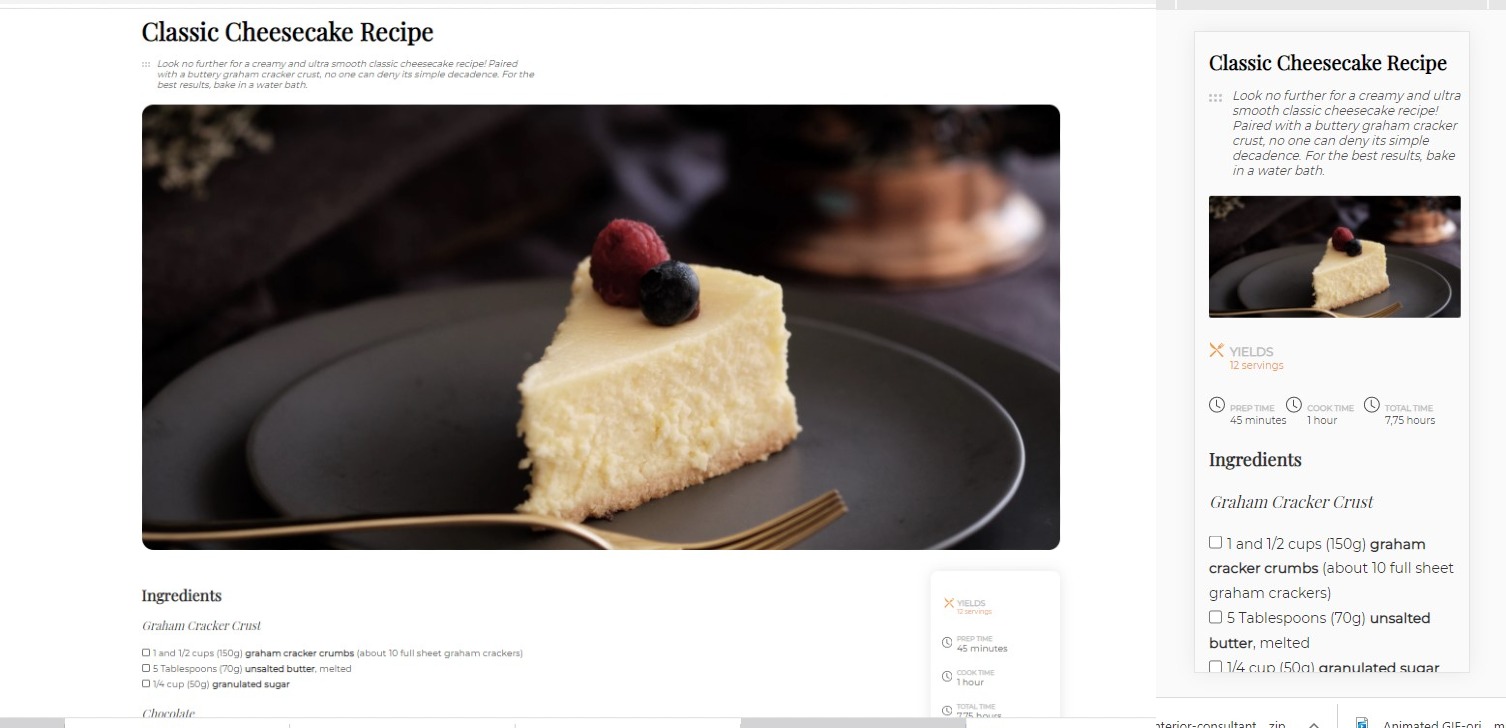 Classic Cheesecake Recipe
Look no further for a creamy and ultra smooth classic cheesecake recipe! Paired
with a buttery graham cracker crust, no one can deny its simple decadence. For the
best results, bake in a water bath.
Ingredients
Graham Cracker Crust
1 and 1/2 cups (150g) graham cracker crumbs (about 10 full sheet graham crackers)
5 Tablespoons (70g) unsalted butter, melted
1/4 cup (50g) granulated sugar
Chocolate
YIELDS
12 servings
PREP TIME
45 minutes
COOK TIME
1 hour
TOTAL TIME
7,75 hours
Classic Cheesecake Recipe
Look no further for a creamy and ultra
smooth classic cheesecake recipe!
Paired with a buttery graham cracker
crust, no one can deny its simple
decadence. For the best results, bake
in a water bath.
YIELDS
12 servings
PREP TIME COOK TIME TOTAL TIME
45 minutes 1 hour 7,75 hours
Ingredients
Graham Cracker Crust
1 and 1/2 cups (150g) graham
cracker crumbs (about 10 full sheet
graham crackers)
5 Tablespoons (70g) unsalted
butter, melted
1/4 cup (50g) granulated sugar
nterior-consultant....zip
Animated GIF-ori...m